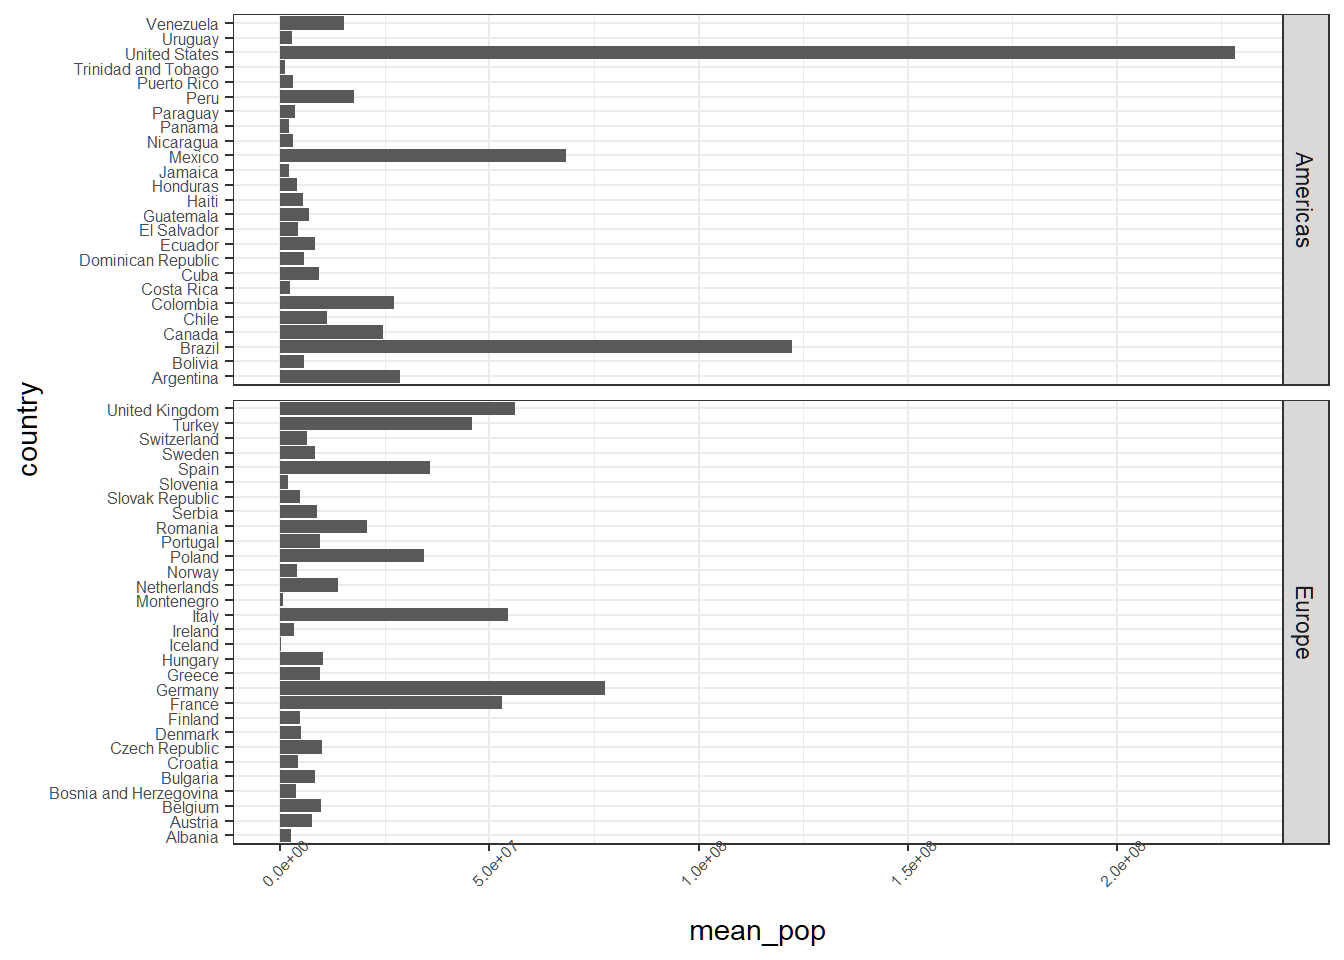 Venezuela
Uruguay
United States
Trinidad and Tobago
Puerto Rico
Peru
Paraguay
Panama
Nicaragua
Mexico
Jamaica
Honduras
Haiti
Guatemala
El Salvador
Ecuador
Dominican Republic
Cuba
Costa Rica
Colombia
Chile
Canada
Brazil
Bolivia
Argentina
Americas
country
United Kingdom
Turkey
Switzerland
Sweden
Spain
Slovenia
Slovak Republic
Serbia
Romania
Portugal
Poland
Norway
Netherlands
Montenegro
Italy
Ireland
Iceland
Hungary
Greece
Germany
France
Finland
Denmark
Czech Republic
Croatia
Bulgaria
Bosnia and Herzegovina
Belgium
Austria
Albania
Europe
0.0e+00
5.0e+07
1.0e+08
1.5e+08
2.0e+08
mean_pop